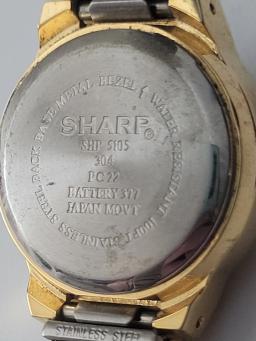 SHARP®
SHP 5105
304
PC22
BATTERY 377
JAPAN MOVT
BASE METAL BEZEL
WATER RESISTANT 100FT
STAINLESS STEEL BACK
STAINLESS STEEL